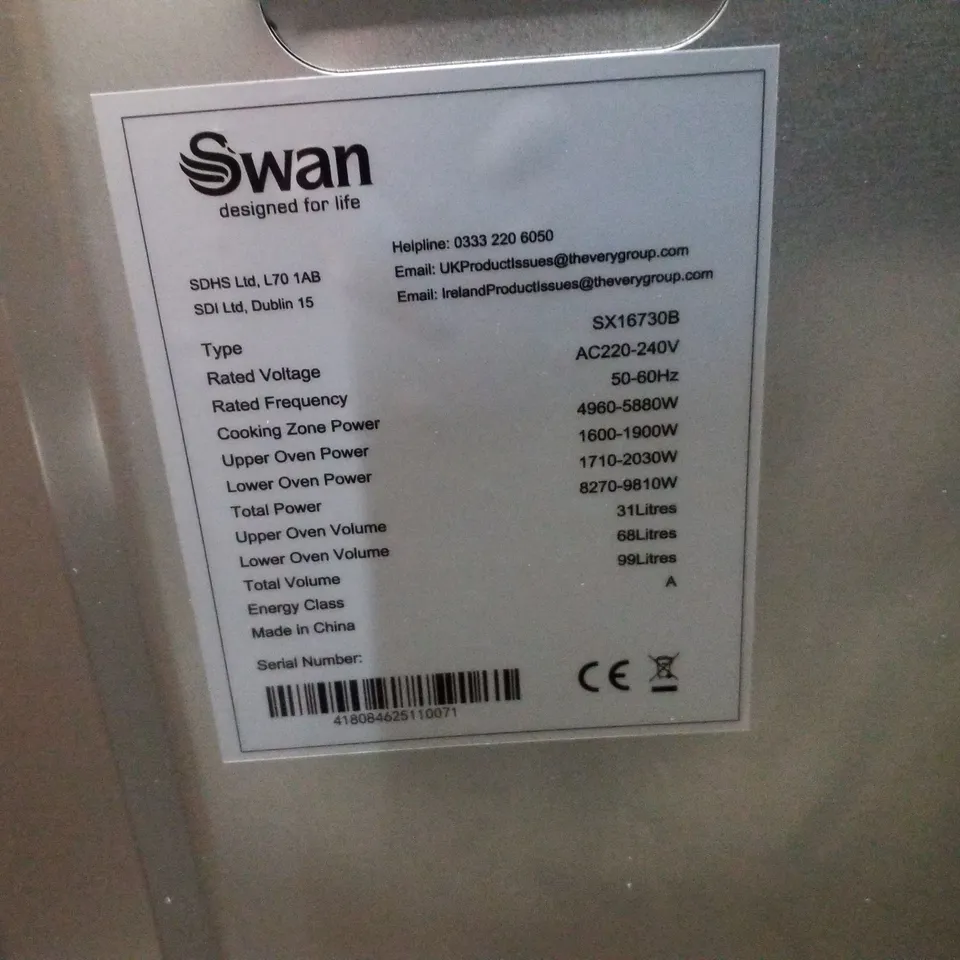 Swan
designed for life
Helpline: 0333 220 6050
Email: UKProductIssues@theverygroup.com
Email: IrelandProductIssues@theverygroup.com
SDHS Ltd, L70 1AB
SDI Ltd, Dublin 15
Type SX16730B
Rated Voltage AC220-240V
Rated Frequency 50-60Hz
Cooking Zone Power 4960-5880W
Upper Oven Power 1600-1900W
Lower Oven Power 1710-2030W
Total Power 8270-9810W
Upper Oven Volume 31Litres
Lower Oven Volume 68Litres
Total Volume 99Litres
Energy Class A
Made in China
Serial Number:
418084625110071
CE